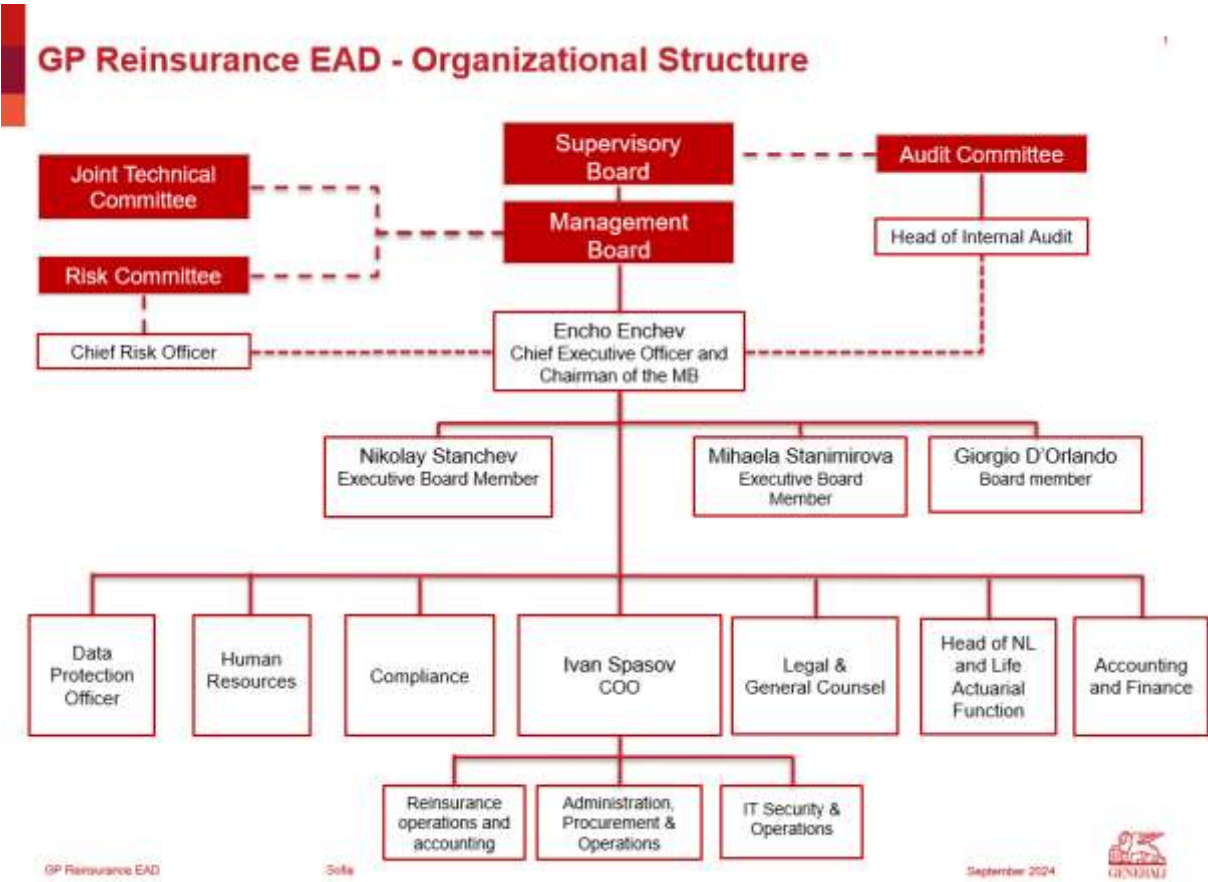 1
GP Reinsurance EAD - Organizational Structure
Supervisory
Board
Audit Committee
Joint Technical
Committee
Management
Board
Head of Internal Audit
Risk Committee
Chief Risk Officer
Encho Enchev
Chief Executive Officer and
Chairman of the MB
Nikolay Stanchev
Executive Board Member
Mihaela Stanimirova
Executive Board
Member
Giorgio D'Orlando
Board member
Data
Protection
Officer
Human
Resources
Compliance
Ivan Spasov
COO
Legal &
General Counsel
Head of NL
and Life
Actuarial
Function
Accounting
and Finance
Reinsurance
operations and
accounting
Administration,
Procurement &
Operations
IT Security &
Operations
GP Reinsurance EAD
Sofia
September 2024
GENERALI